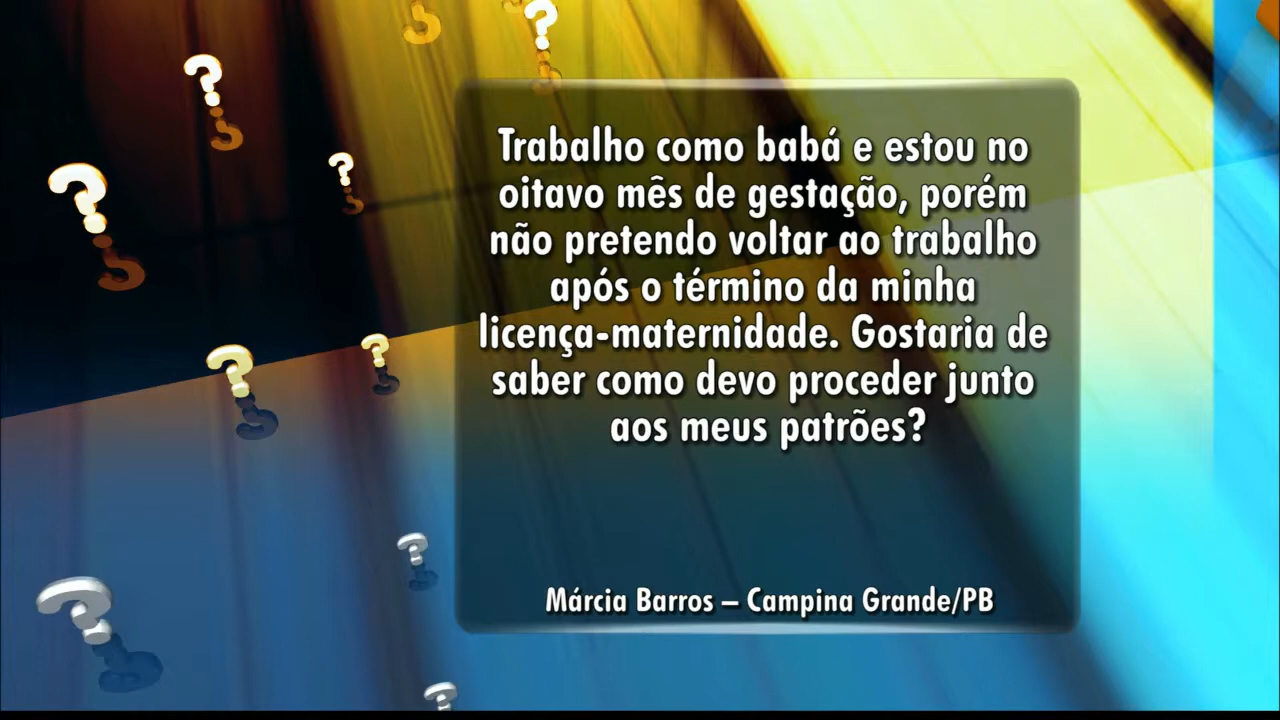 Trabalho como babá e estou no
oitavo mês de gestação, porém
não pretendo voltar ao trabalho
após o término da minha
licença-maternidade. Gostaria de
saber como devo proceder junto
aos meus patrões?
Márcia Barros – Campina Grande/PB